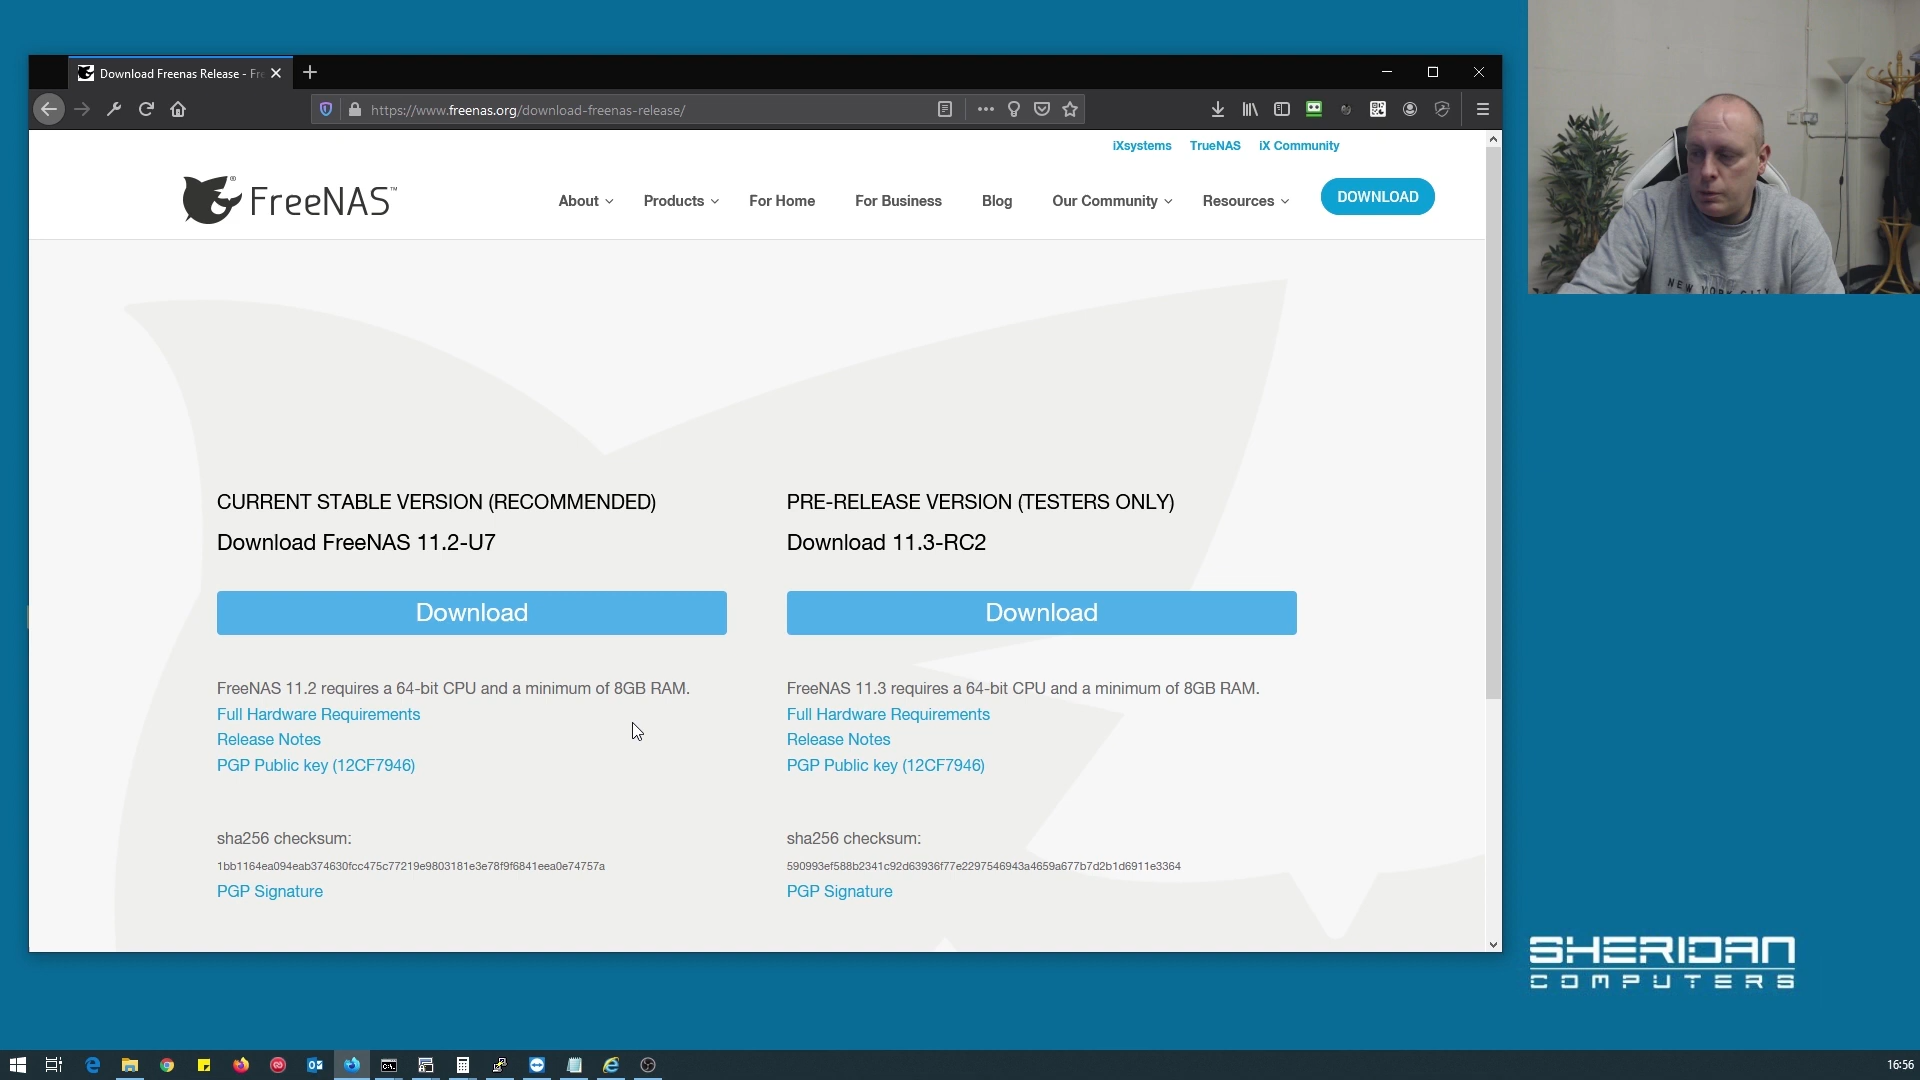 Download Freenas Release - Fre
https://www.freenas.org/download-freenas-release/
iXsystems TrueNAS iX Community
FreeNAS™
About Products For Home For Business Blog Our Community Resources DOWNLOAD
CURRENT STABLE VERSION (RECOMMENDED)
Download FreeNAS 11.2-U7
Download
FreeNAS 11.2 requires a 64-bit CPU and a minimum of 8GB RAM.
Full Hardware Requirements
Release Notes
PGP Public key (12CF7946)
sha256 checksum:
1bb1164ea094eab374630fcc475c77219e9803181e3e78f9f6841eea0e74757a
PGP Signature
PRE-RELEASE VERSION (TESTERS ONLY)
Download 11.3-RC2
Download
FreeNAS 11.3 requires a 64-bit CPU and a minimum of 8GB RAM.
Full Hardware Requirements
Release Notes
PGP Public key (12CF7946)
sha256 checksum:
590993ef588b2341c92d63936f77e2297546943a4659a677b7d2b1d6911e3364
PGP Signature
NEW YORK CITY
SHERIDAN
COMPUTERS
16:56